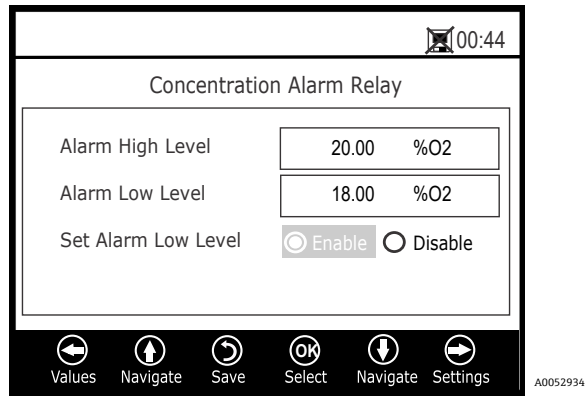 00:44
Concentration Alarm Relay
Alarm High Level 20.00 %O2
Alarm Low Level 18.00 %O2
Set Alarm Low Level Enable Disable
OK
Values Navigate Save Select Navigate Settings
A0052934